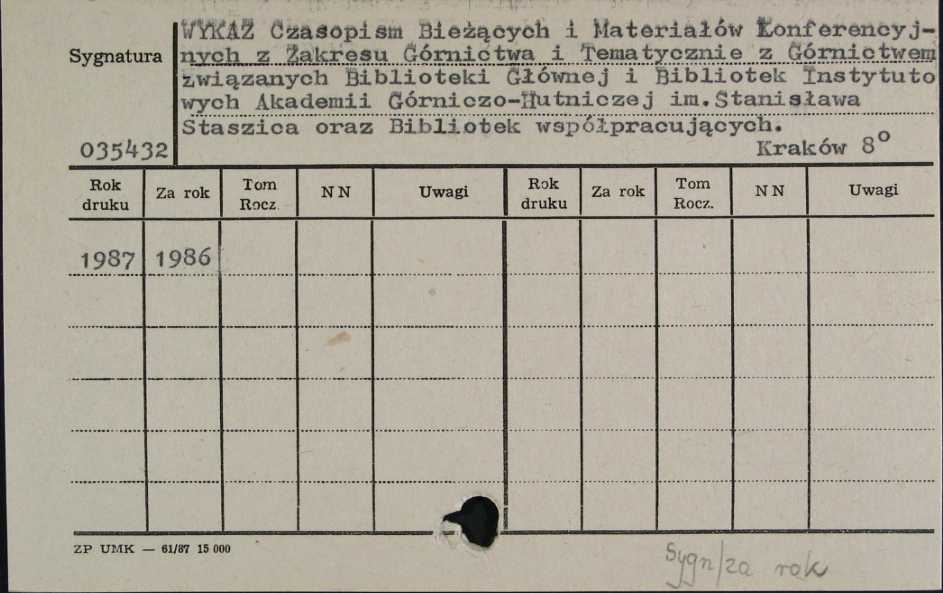 WYKAZ Czasopism Bieżących i Materiałów Konferencyj-
Sygnatura nych z Zakresu Górnictwa i Tematycznie z Górnictwem
związanych Biblioteki Głównej i Bibliotek Instytuto
wych Akademii Górniczo-Hutniczej im.Stanisława
Staszica oraz Bibliotek współpracujących.
035432 Kraków 8°
Rok druku Za rok Tom Rocz. N N Uwagi Rok druku Za rok Tom Rocz. N N Uwagi
1987 1986
ZP UMK — 61/87 15 000
Sygn/za rok